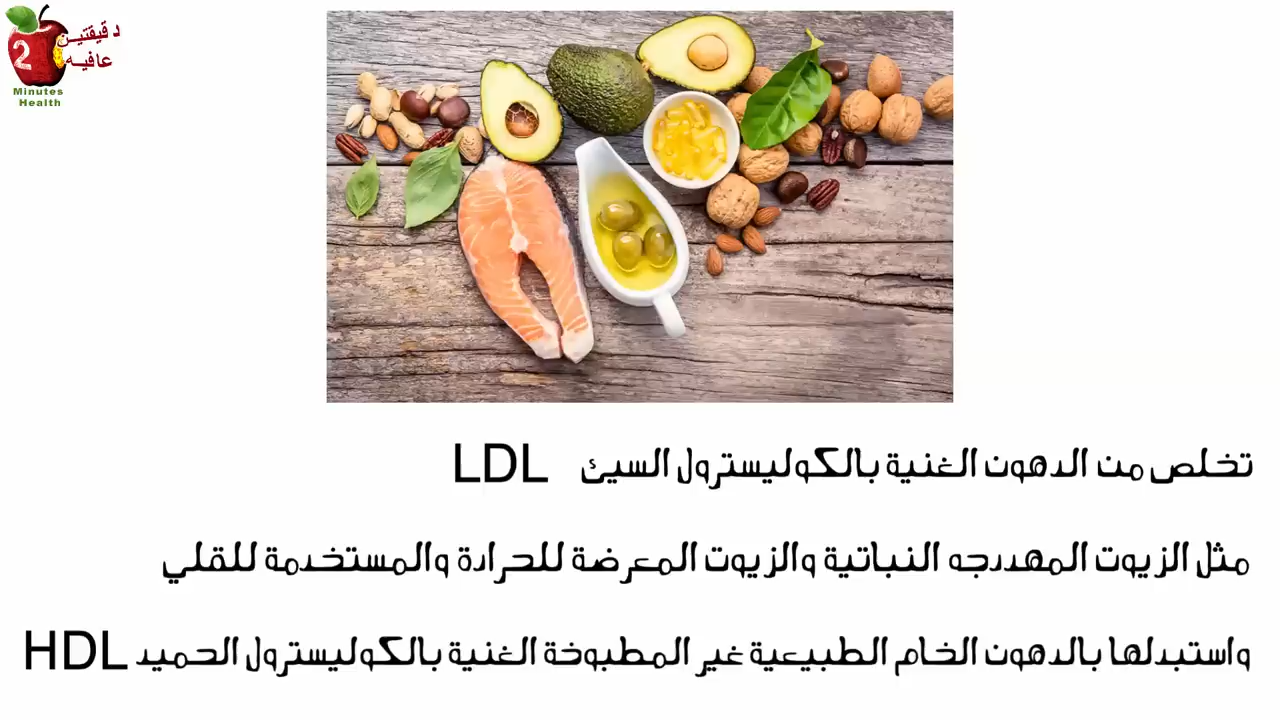 دقيقتين
عافيه
2
Minutes
Health
تخلص من الدهون الغنية بالكوليسترول السيئ LDL
مثل الزيوت المهدرجه النباتية والزيوت المعرضة للحرارة والمستخدمة للقلي
واستبدلها بالدهون الخام الطبيعية غير المطبوخة الغنية بالكوليسترول الحميد HDL